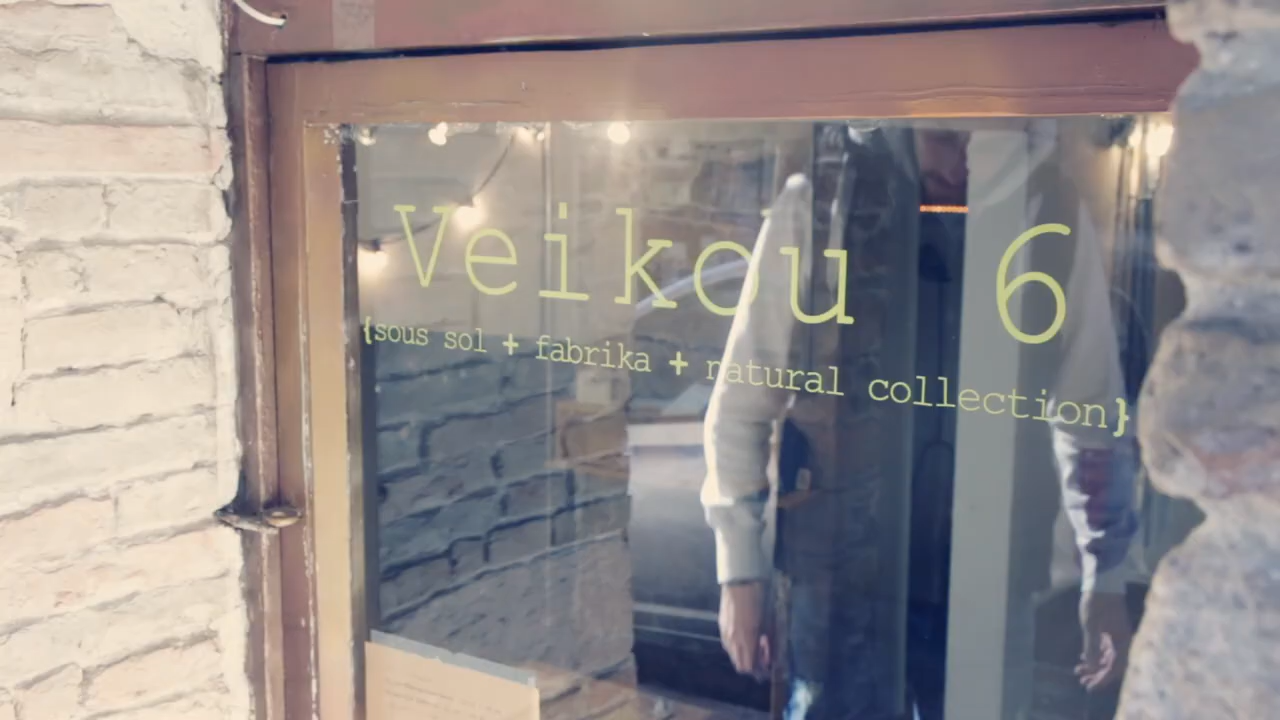 Veikou 6
{sous sol + fabrika + natural collection}